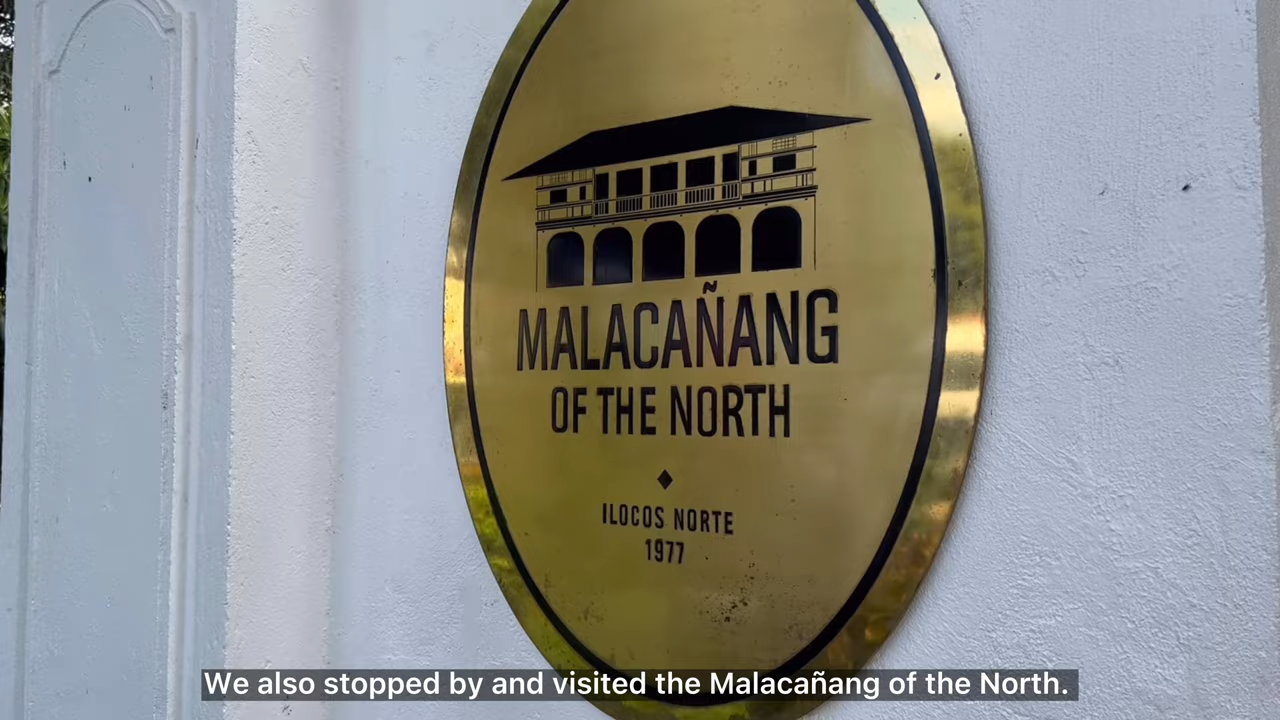 MALACAÑANG
OF THE NORTH
ILOCOS NORTE
1977
We also stopped by and visited the Malacañang of the North.